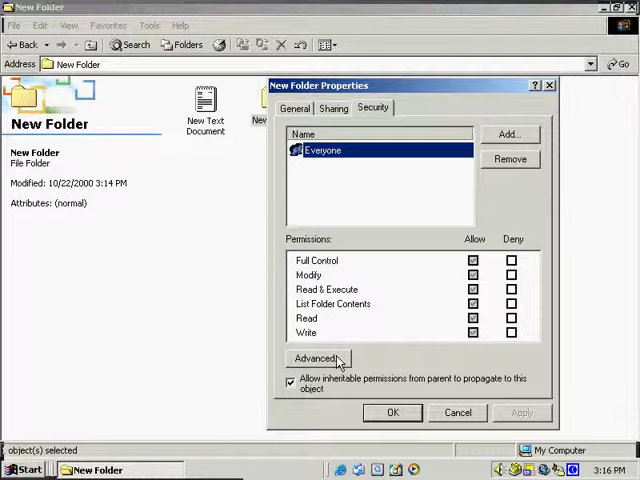 New Folder
File Edit View Favorites Tools Help
Back Search Folders
Address New Folder Go
New Folder
New Folder
File Folder
Modified: 10/22/2000 3:14 PM
Attributes: (normal)
New Text
Document
New Folder Properties
General Sharing Security
Name
Everyone
Add...
Remove
Permissions: Allow Deny
Full Control
Modify
Read & Execute
List Folder Contents
Read
Write
Advanced...
Allow inheritable permissions from parent to propagate to this
object
OK Cancel Apply
object(s) selected My Computer
Start New Folder 3:16 PM